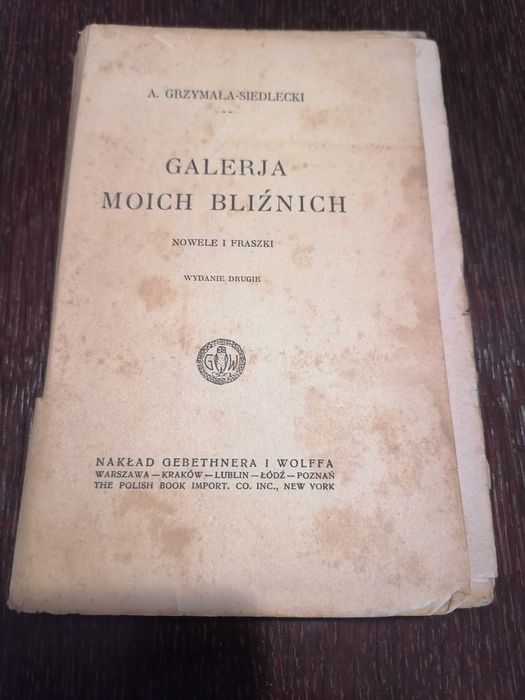 A. GRZYMAŁA-SIEDLECKI
GALERJA
MOICH BLIŹNICH
NOWELE I FRASZKI
WYDANIE DRUGIE
G W
NAKŁAD GEBETHNERA I WOLFFA
WARSZAWA — KRAKÓW — LUBLIN — ŁÓDŹ — POZNAŃ
THE POLISH BOOK IMPORT. CO. INC., NEW YORK